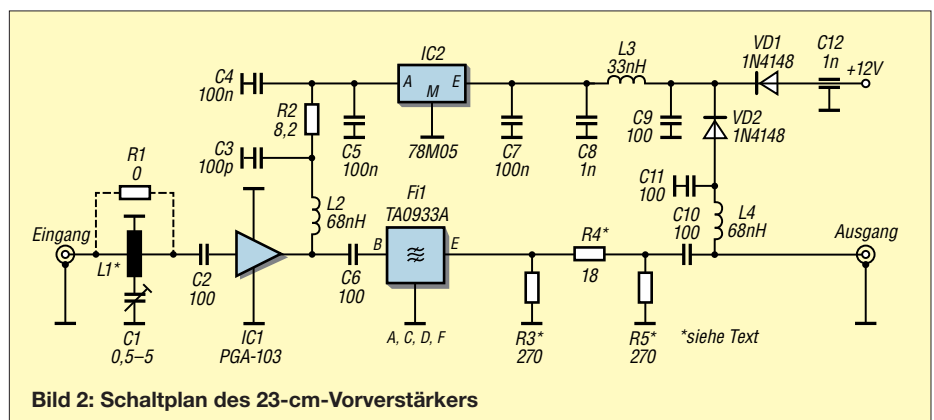 IC2
L3
33nH
VD1
1N4148
C12
1n
+12V
C4
100n
A
M
E
R2
8,2
VD2
1N4148
C5
100n
78M05
C7
100n
C8
1n
C9
100
C3
100p
R1
0
C11
100
L2
68nH
Fi1
TA0933A
C10
100
L4
68nH
Eingang
B
E
R4*
18
Ausgang
L1*
C2
100
C6
100
C1
0,5–5
IC1
PGA-103
A, C, D, F
R3*
270
R5*
270
*siehe Text
Bild 2: Schaltplan des 23-cm-Vorverstärkers